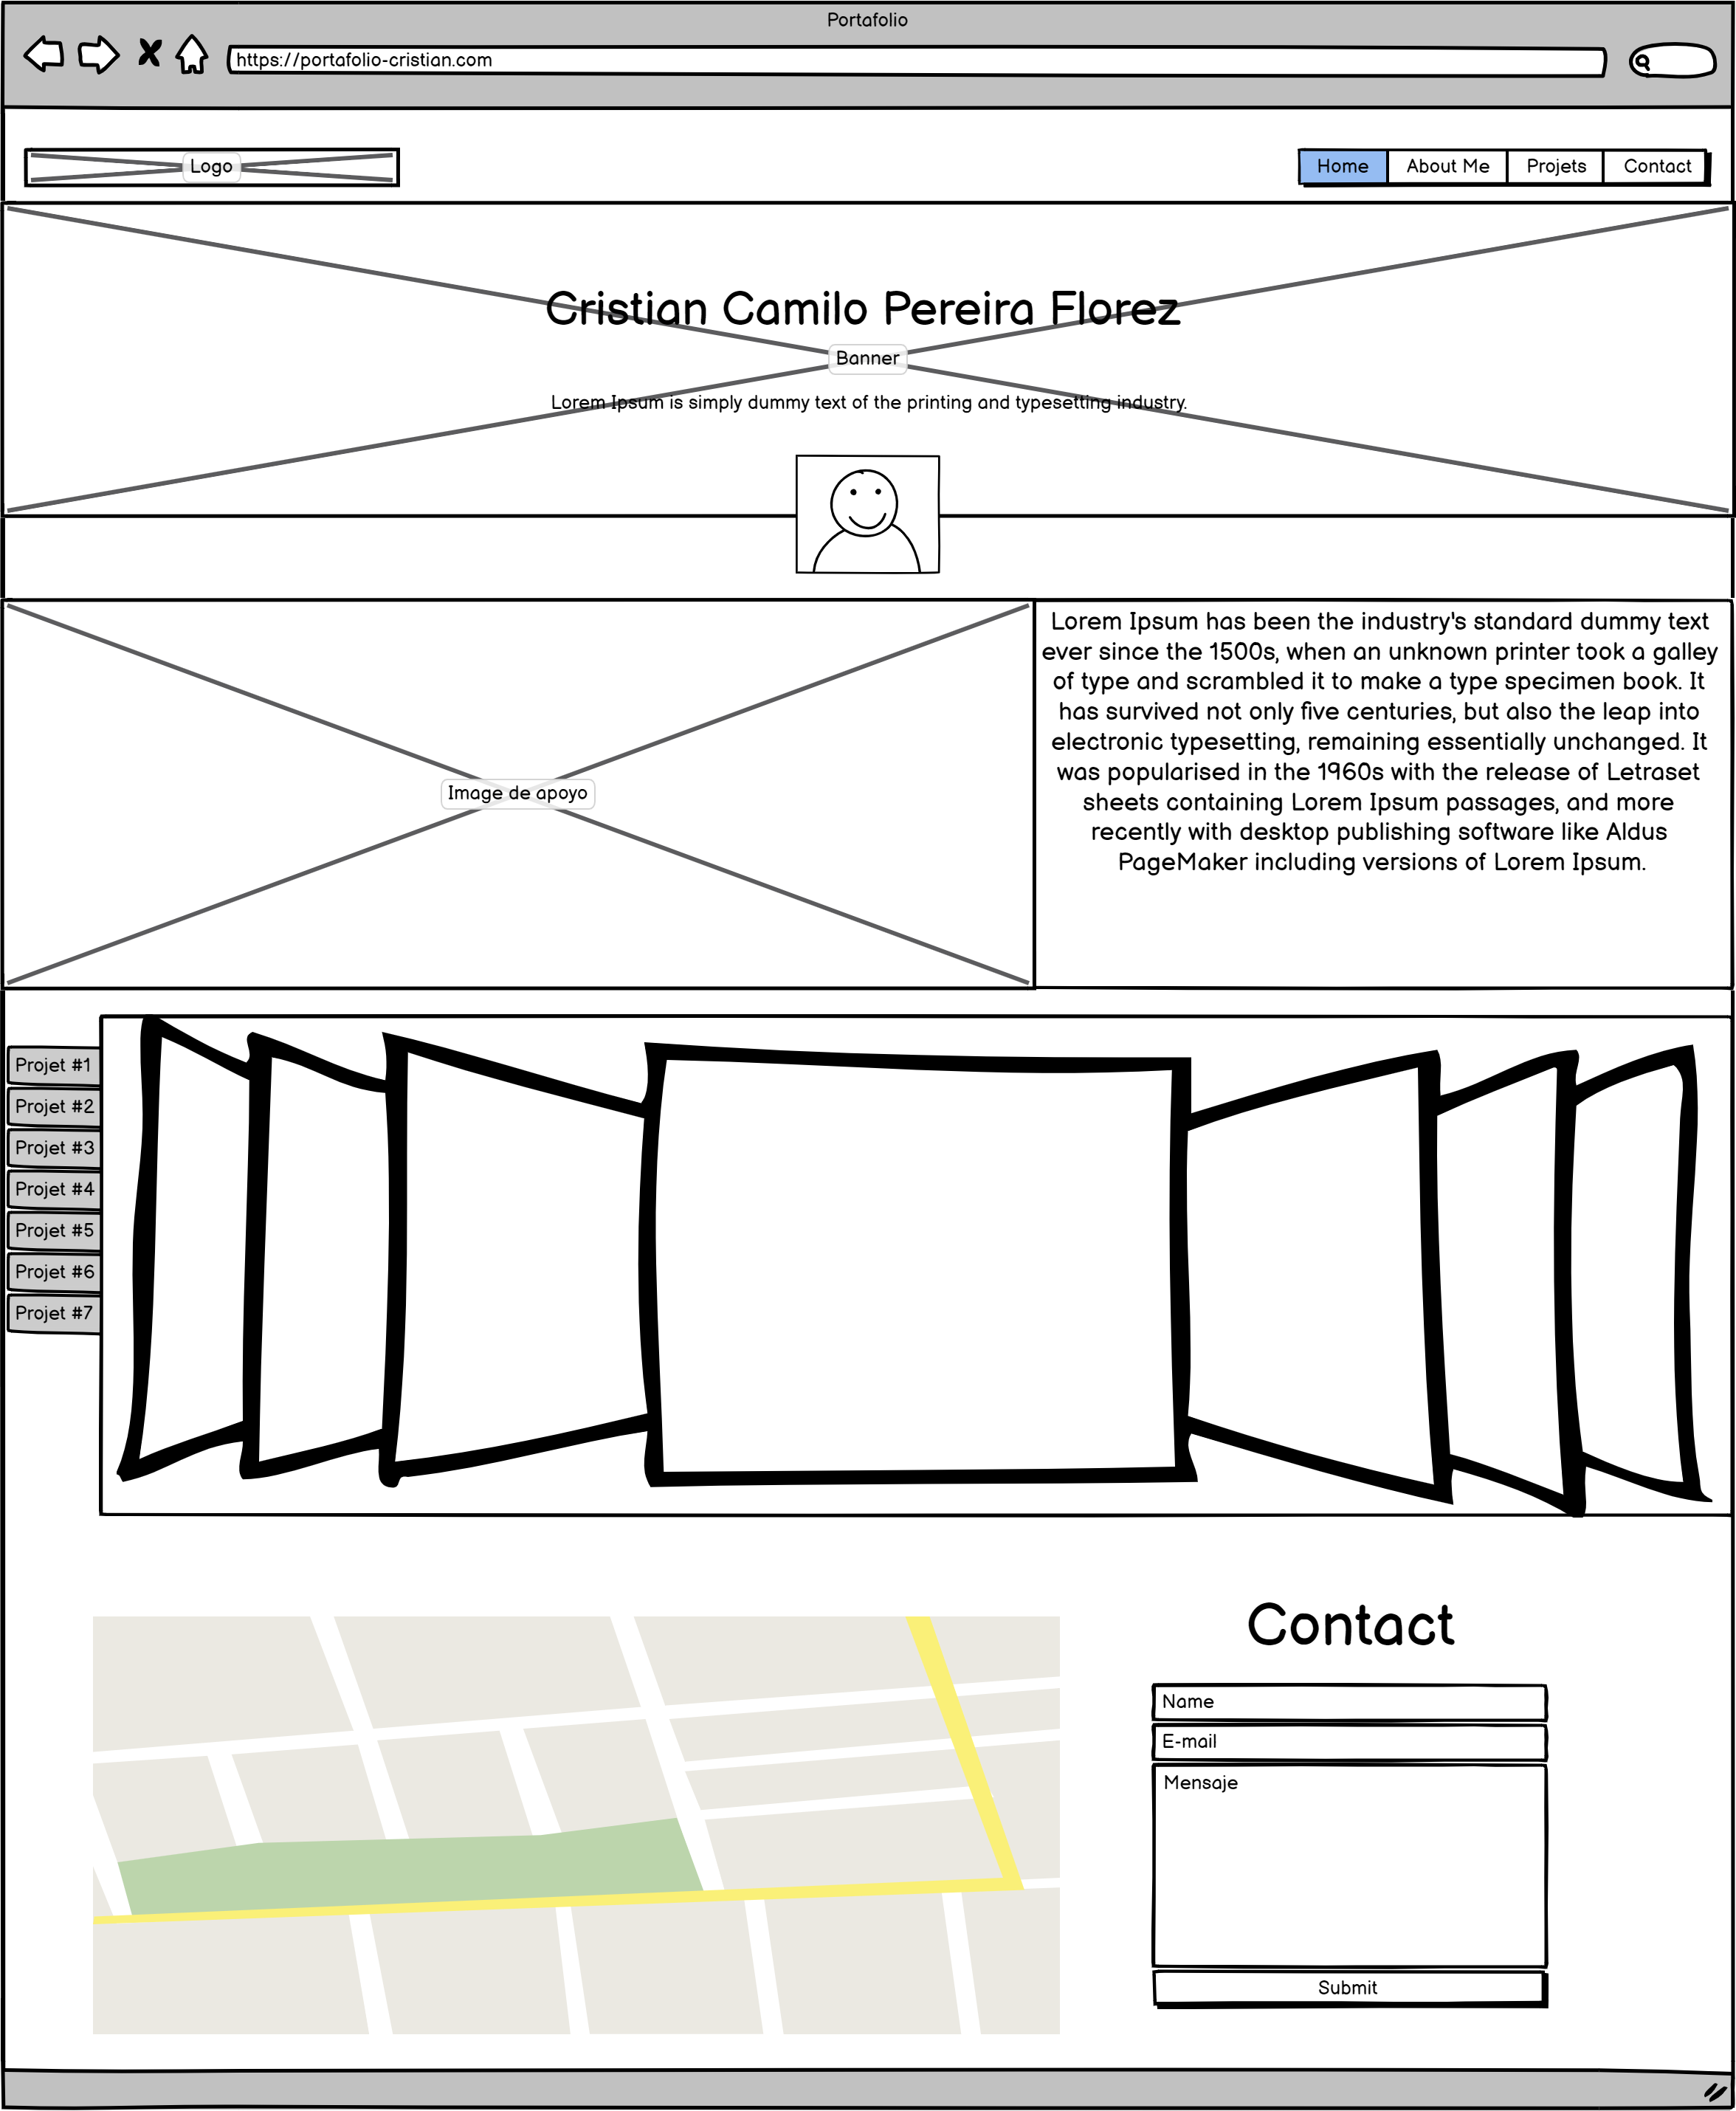 Portafolio
https://portafolio-cristian.com
Logo
Home About Me Projets Contact
Cristian Camilo Pereira Florez
Banner
Lorem Ipsum is simply dummy text of the printing and typesetting industry.
Lorem Ipsum has been the industry's standard dummy text
ever since the 1500s, when an unknown printer took a galley
of type and scrambled it to make a type specimen book. It
has survived not only five centuries, but also the leap into
electronic typesetting, remaining essentially unchanged. It
was popularised in the 1960s with the release of Letraset
sheets containing Lorem Ipsum passages, and more
recently with desktop publishing software like Aldus
PageMaker including versions of Lorem Ipsum.
Image de apoyo
Projet #1
Projet #2
Projet #3
Projet #4
Projet #5
Projet #6
Projet #7
Contact
Name
E-mail
Mensaje
Submit